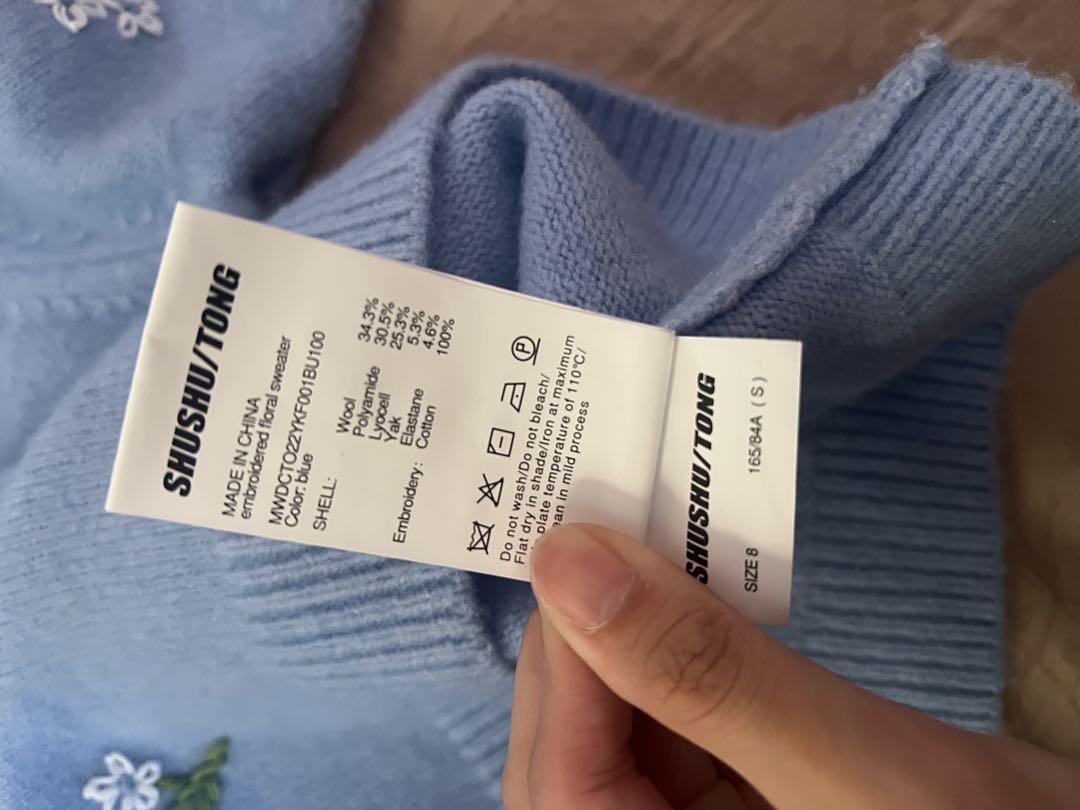 SHUSHU/TONG
MADE IN CHINA
embroidered floral sweater
MWDCTO22YKF001BU100
Color: blue
SHELL:
Wool 34.3%
Polyamide 30.5%
Lyocell 25.3%
Yak 5.3%
Elastane 4.6%
Embroidery: Cotton 100%
P
Do not wash/Do not bleach/
Flat dry in shade/Iron at maximum
plate temperature of 110°C/
in mild process
SHUSHU/TONG
SIZE 8 165/84A ( S )